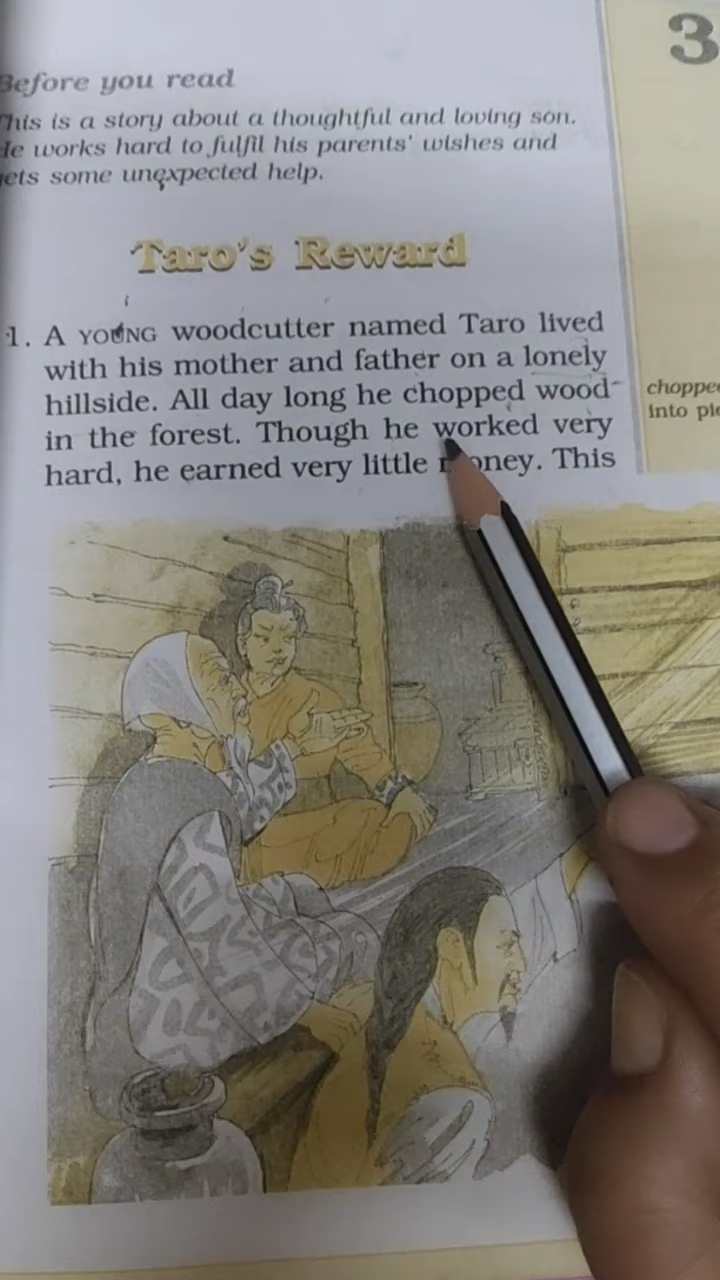 3
Before you read
This is a story about a thoughtful and loving son.
He works hard to fulfil his parents' wishes and
gets some unexpected help.
Taro's Reward
1. A YOUNG woodcutter named Taro lived
with his mother and father on a lonely
hillside. All day long he chopped wood
in the forest. Though he worked very
hard, he earned very little money. This
chopped
into